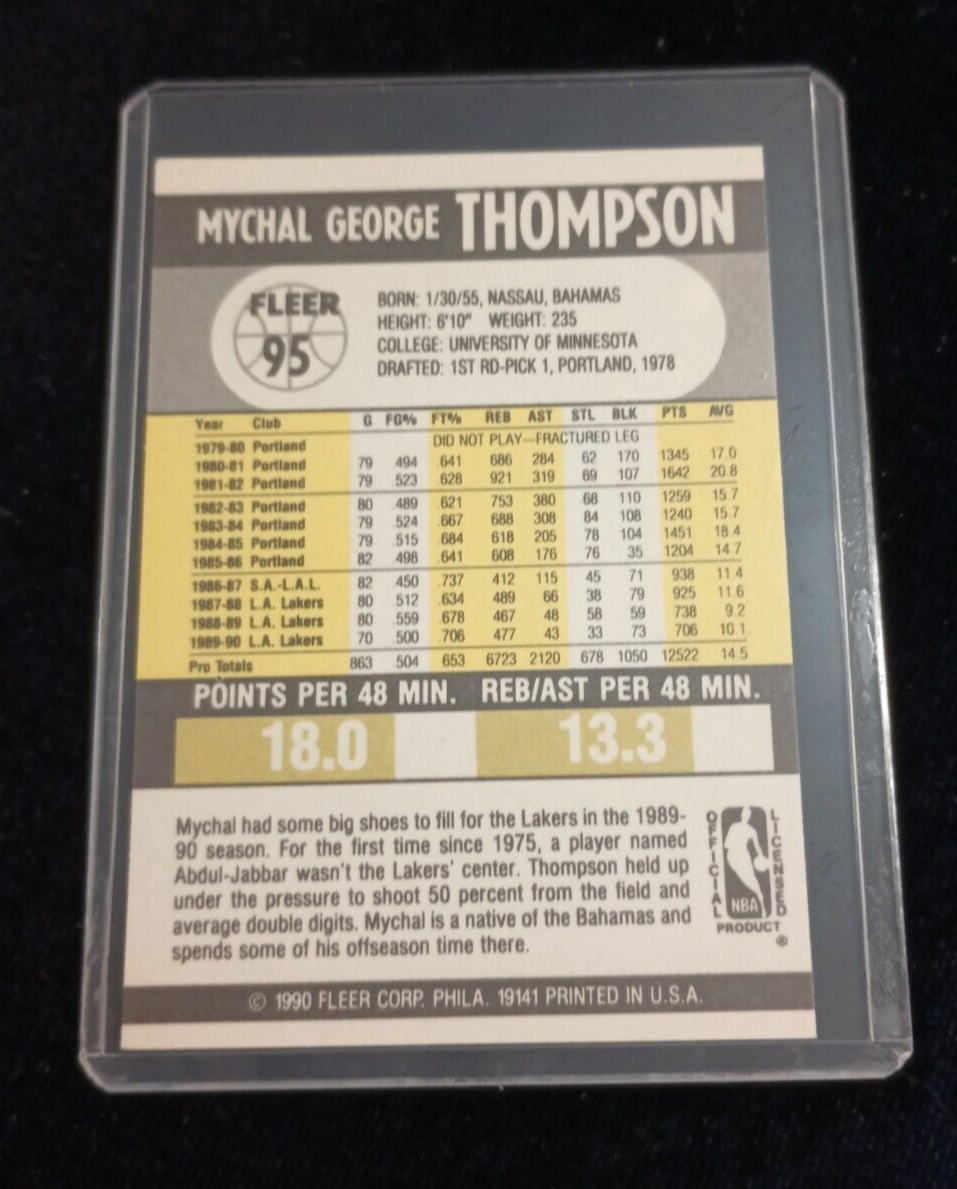 MYCHAL GEORGE THOMPSON
FLEER
95
BORN: 1/30/55, NASSAU, BAHAMAS
HEIGHT: 6'10" WEIGHT: 235
COLLEGE: UNIVERSITY OF MINNESOTA
DRAFTED: 1ST RD-PICK 1, PORTLAND, 1978
Year Club G FG% FT% REB AST STL BLK PTS AVG
1979-80 Portland DID NOT PLAY—FRACTURED LEG
1980-81 Portland 79 .494 .641 686 284 62 170 1345 17.0
1981-82 Portland 79 .523 .628 921 319 69 107 1642 20.8
1982-83 Portland 80 .489 .621 753 380 68 110 1259 15.7
1983-84 Portland 79 .524 .667 688 308 84 108 1240 15.7
1984-85 Portland 79 .515 .684 618 205 78 104 1451 18.4
1985-86 Portland 82 .498 .641 608 176 76 35 1204 14.7
1986-87 S.A.-L.A.L. 82 .450 .737 412 115 45 71 938 11.4
1987-88 L.A. Lakers 80 .512 .634 489 66 38 79 925 11.6
1988-89 L.A. Lakers 80 .559 .678 467 48 58 59 738 9.2
1989-90 L.A. Lakers 70 .500 .706 477 43 33 73 706 10.1
Pro Totals 863 .504 .653 6723 2120 678 1050 12522 14.5
POINTS PER 48 MIN. REB/AST PER 48 MIN.
18.0 13.3
Mychal had some big shoes to fill for the Lakers in the 1989-
90 season. For the first time since 1975, a player named
Abdul-Jabbar wasn't the Lakers' center. Thompson held up
under the pressure to shoot 50 percent from the field and
average double digits. Mychal is a native of the Bahamas and
spends some of his offseason time there.
OFFICIAL
NBA
LICENSED
PRODUCT
®
© 1990 FLEER CORP. PHILA. 19141 PRINTED IN U.S.A.